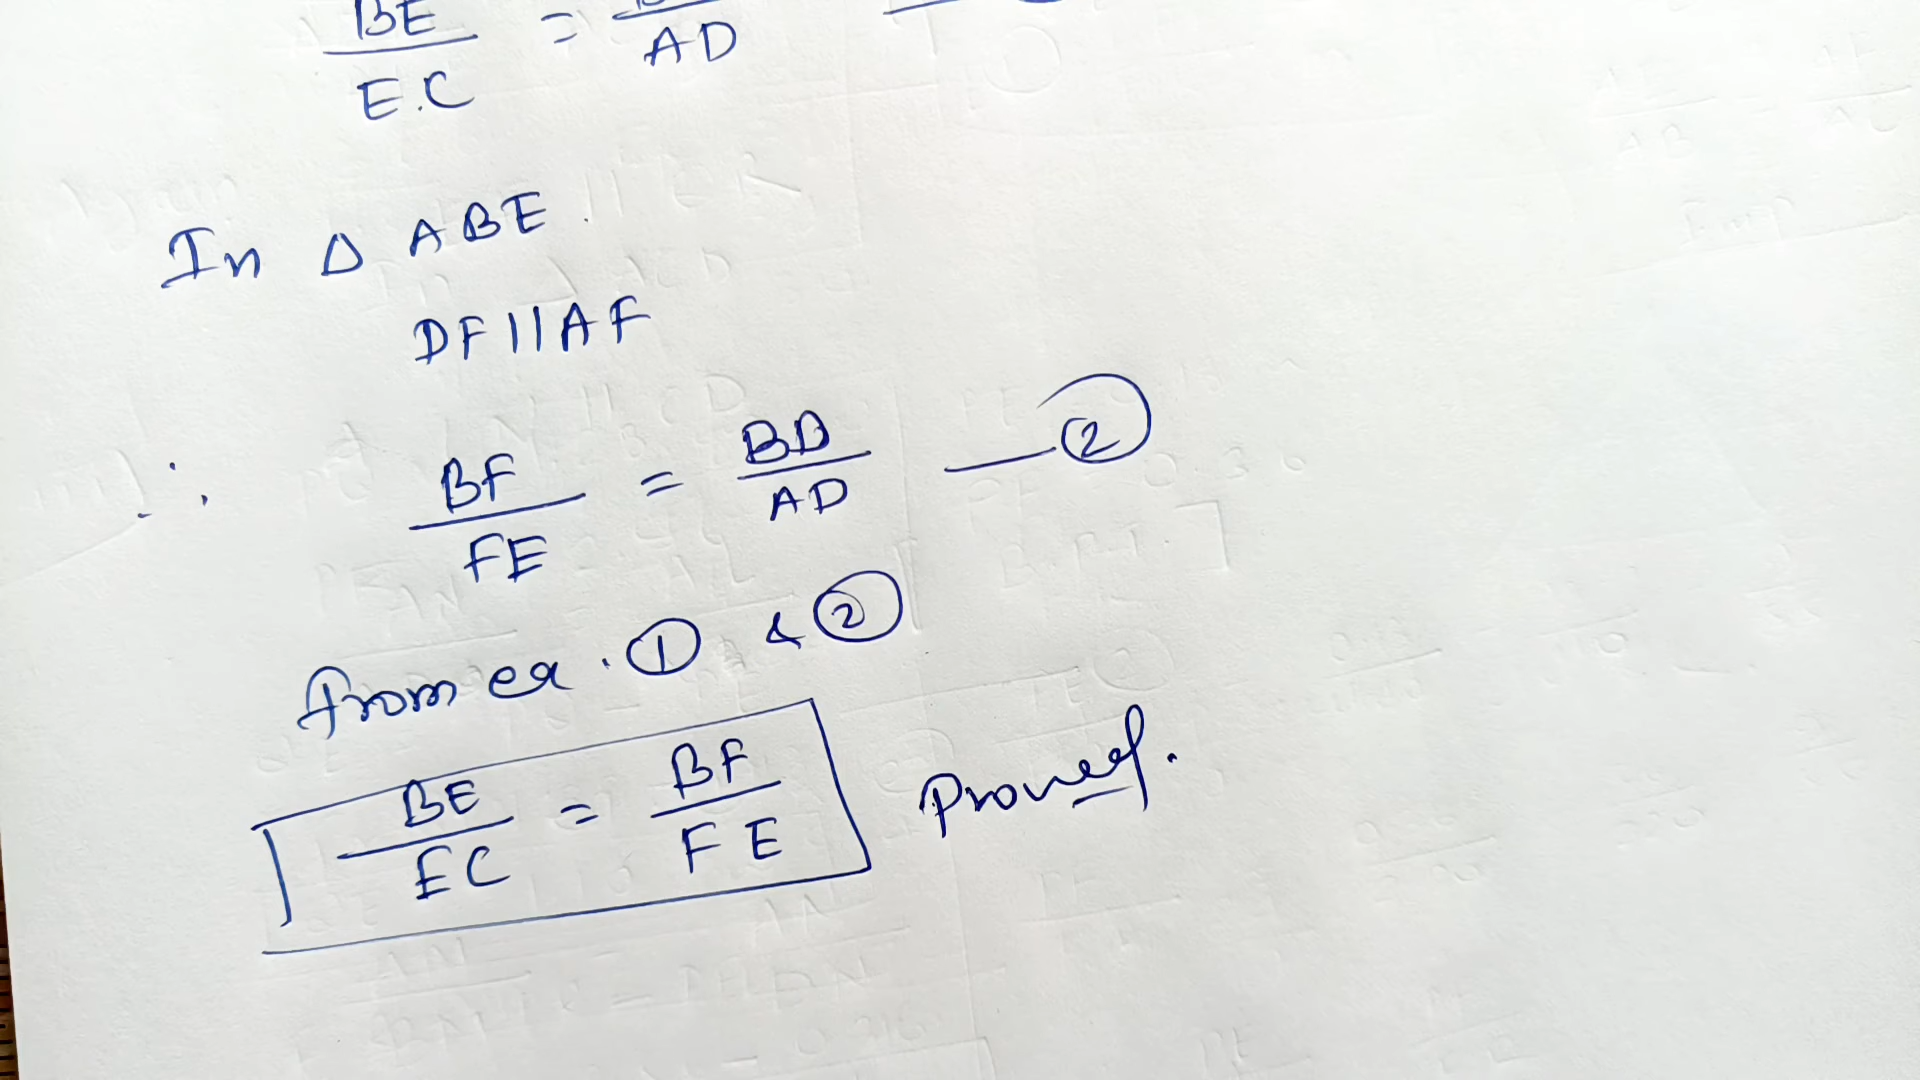 BE = 
E.C AD
In Δ ABE.
DF || AF
∴ BF = BD — ②
FE AD
from eq. ① & ②
BE = BF Proved.
EC FE